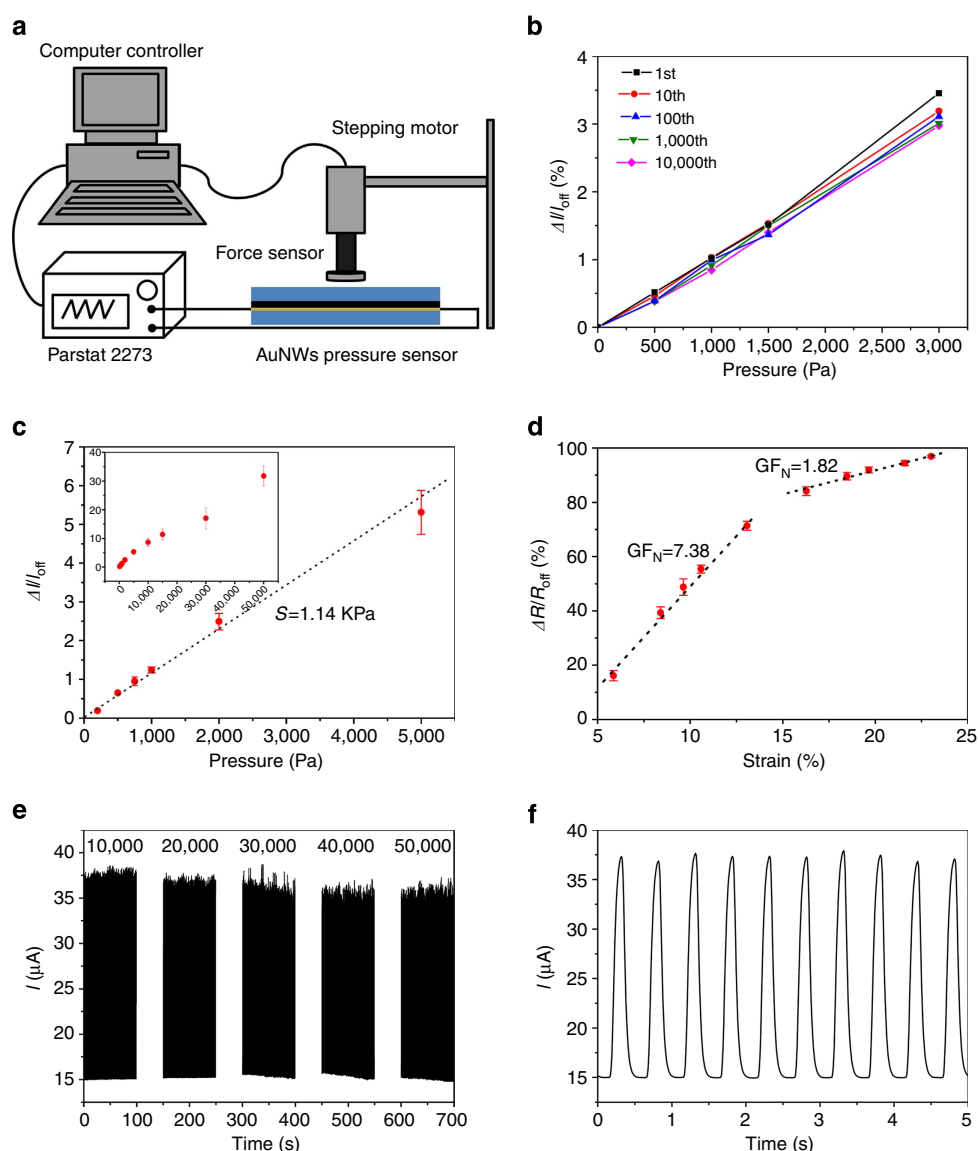 a
Computer controller
Stepping motor
Force sensor
Parstat 2273
AuNWs pressure sensor
b
4
3
2
1
0
ΔI/Ioff (%)
1st
10th
100th
1,000th
10,000th
0 500 1,000 1,500 2,000 2,500 3,000
Pressure (Pa)
c
7
6
5
4
3
2
1
0
ΔI/Ioff
40
30
20
10
0
0 10,000 20,000 30,000 40,000 50,000
S=1.14 KPa
0 1,000 2,000 3,000 4,000 5,000
Pressure (Pa)
d
100
80
60
40
20
0
ΔR/Roff (%)
GFN=1.82
GFN=7.38
5 10 15 20 25
Strain (%)
e
10,000 20,000 30,000 40,000 50,000
40
35
30
25
20
15
I (μA)
0 100 200 300 400 500 600 700
Time (s)
f
40
35
30
25
20
15
I (μA)
0 1 2 3 4 5
Time (s)